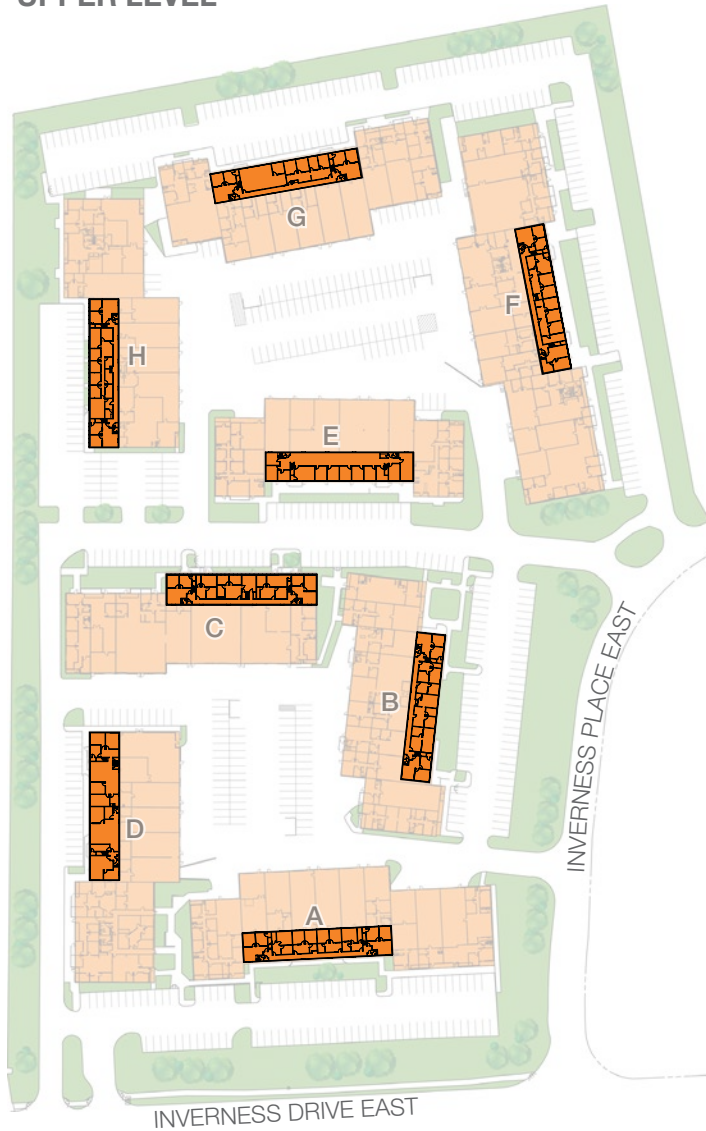 UPPER LEVEL
G
F
H
E
C
B
D
A
INVERNESS PLACE EAST
INVERNESS DRIVE EAST